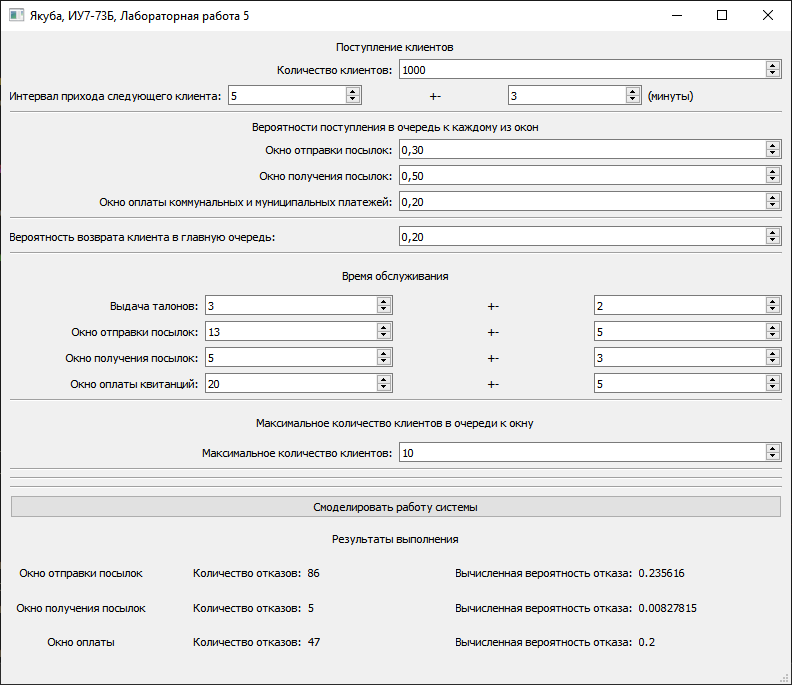 Якуба, ИУ7-73Б, Лабораторная работа 5
Поступление клиентов
Количество клиентов: 1000
Интервал прихода следующего клиента: 5 +- 3 (минуты)
Вероятности поступления в очередь к каждому из окон
Окно отправки посылок: 0,30
Окно получения посылок: 0,50
Окно оплаты коммунальных и муниципальных платежей: 0,20
Вероятность возврата клиента в главную очередь: 0,20
Время обслуживания
Выдача талонов: 3 +- 2
Окно отправки посылок: 13 +- 5
Окно получения посылок: 5 +- 3
Окно оплаты квитанций: 20 +- 5
Максимальное количество клиентов в очереди к окну
Максимальное количество клиентов: 10
Смоделировать работу системы
Результаты выполнения
Окно отправки посылок Количество отказов: 86 Вычисленная вероятность отказа: 0.235616
Окно получения посылок Количество отказов: 5 Вычисленная вероятность отказа: 0.00827815
Окно оплаты Количество отказов: 47 Вычисленная вероятность отказа: 0.2